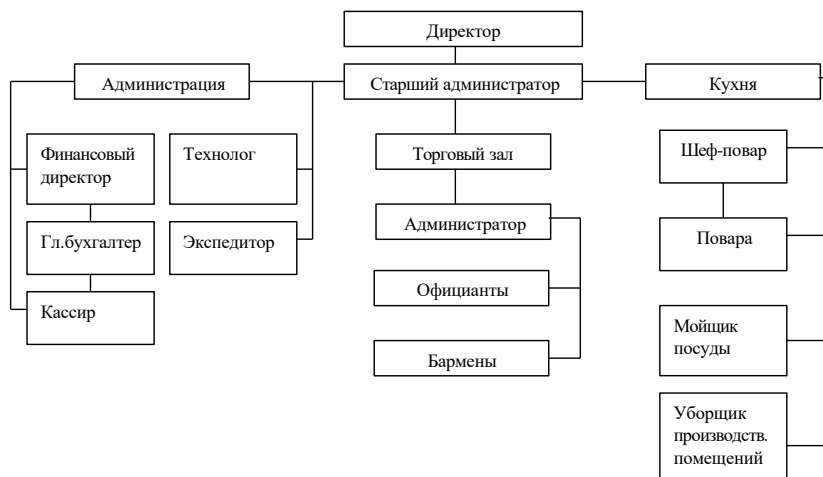 Директор
Администрация
Старший администратор
Кухня
Финансовый
директор
Технолог
Торговый зал
Шеф-повар
Гл.бухгалтер
Экспедитор
Администратор
Повара
Кассир
Официанты
Мойщик
посуды
Бармены
Уборщик
производств.
помещений